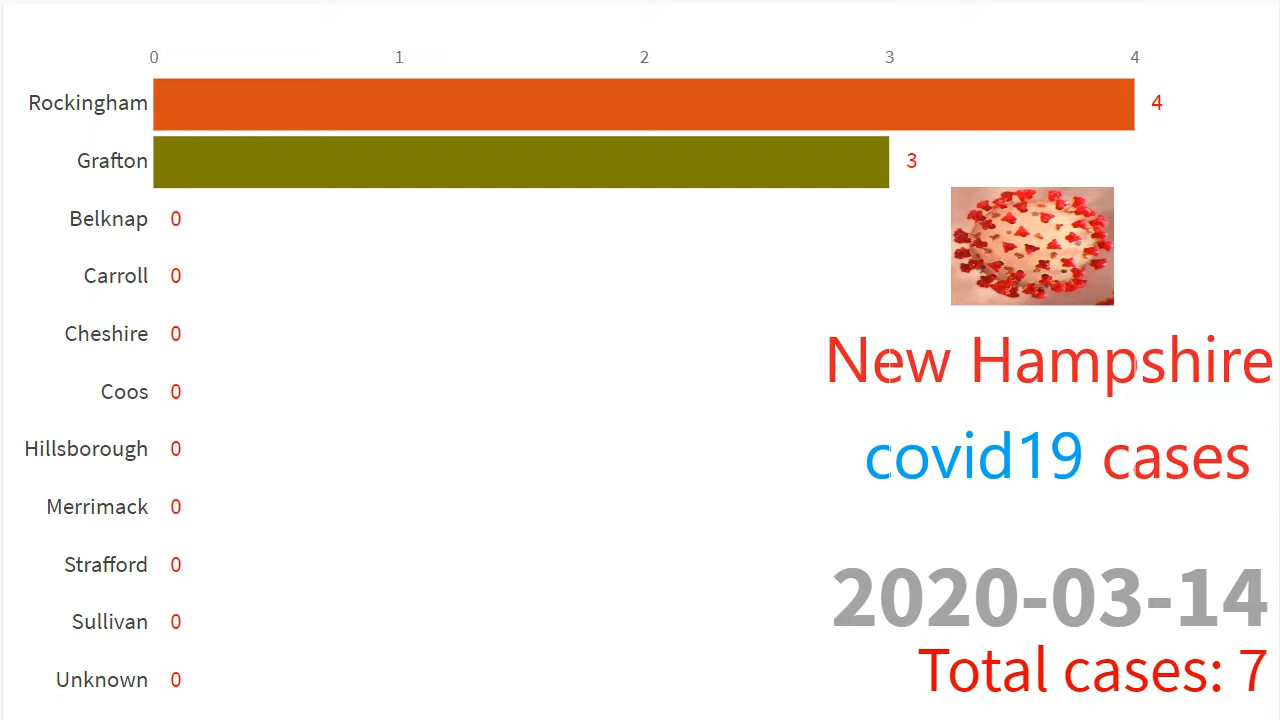 0 1 2 3 4
Rockingham 4
Grafton 3
Belknap 0
Carroll 0
Cheshire 0
Coos 0
Hillsborough 0
Merrimack 0
Strafford 0
Sullivan 0
Unknown 0
New Hampshire
covid19 cases
2020-03-14
Total cases: 7